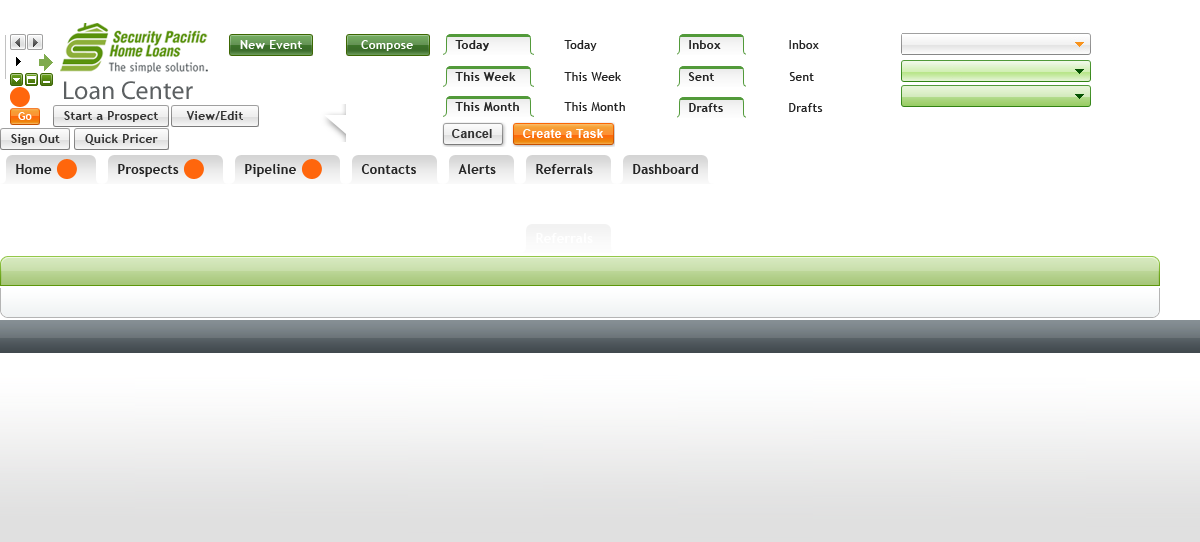 Security Pacific
Home Loans
The simple solution.
Loan Center
New Event
Compose
Today
Today
Inbox
Inbox
This Week
This Week
Sent
Sent
This Month
This Month
Drafts
Drafts
Go
Start a Prospect
View/Edit
Sign Out
Quick Pricer
Cancel
Create a Task
Home
Prospects
Pipeline
Contacts
Alerts
Referrals
Dashboard
Referrals